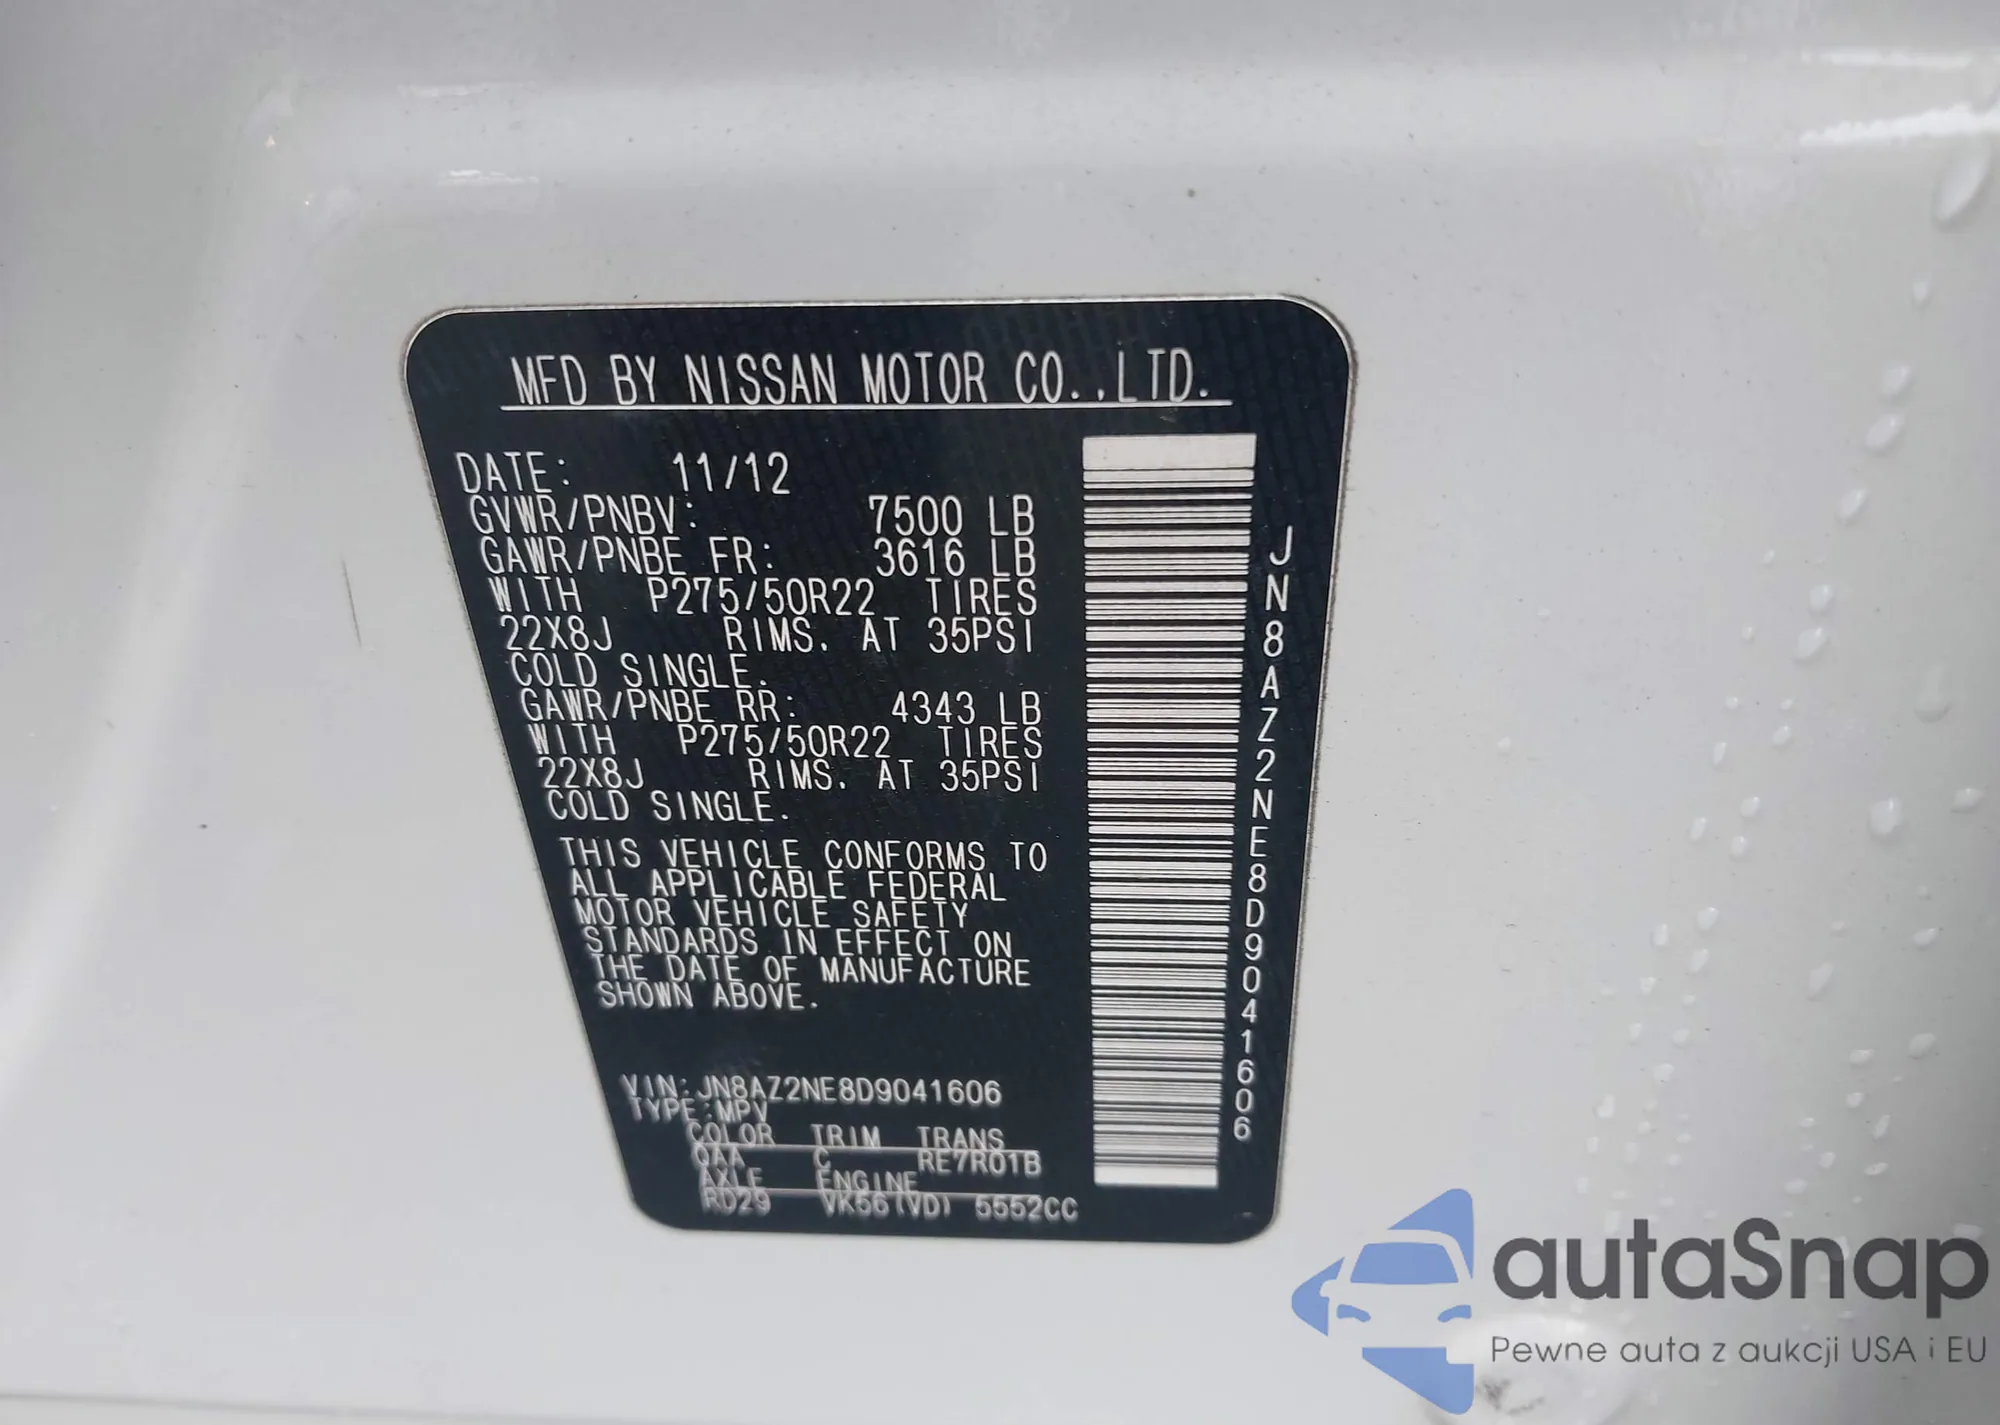 MFD BY NISSAN MOTOR CO.,LTD.
DATE: 11/12
GVWR/PNBV: 7500 LB
GAWR/PNBE FR: 3616 LB
WITH P275/50R22 TIRES
22X8J RIMS. AT 35PSI
COLD SINGLE.
GAWR/PNBE RR: 4343 LB
WITH P275/50R22 TIRES
22X8J RIMS. AT 35PSI
COLD SINGLE.
THIS VEHICLE CONFORMS TO
ALL APPLICABLE FEDERAL
MOTOR VEHICLE SAFETY
STANDARDS IN EFFECT ON
THE DATE OF MANUFACTURE
SHOWN ABOVE.
VIN:JN8AZ2NE8D9041606
TYPE:MPV
COLOR TRIM TRANS
QAA C RE7R01B
AXLE ENGINE
RD29 VK56(VD) 5552CC
JN8AZ2NE8D9041606
autaSnap
Pewne auta z aukcji USA i EU